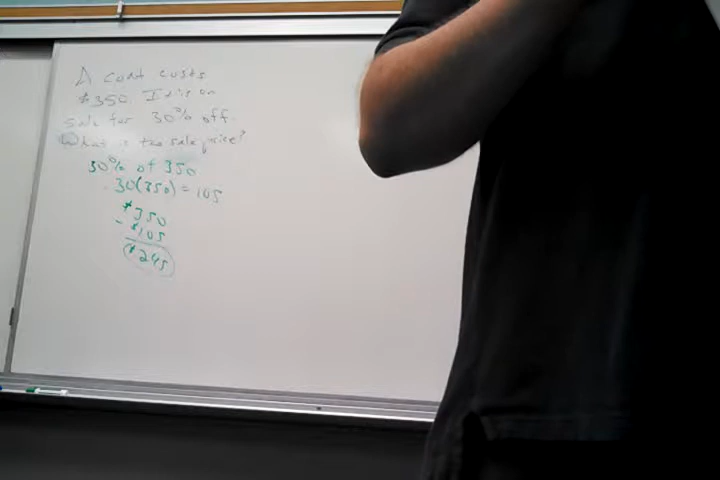 A coat costs
$350. It is on
sale for 30% off.
What is the sale price?
30% of 350
.30(350) = 105
$350
- $105
$245